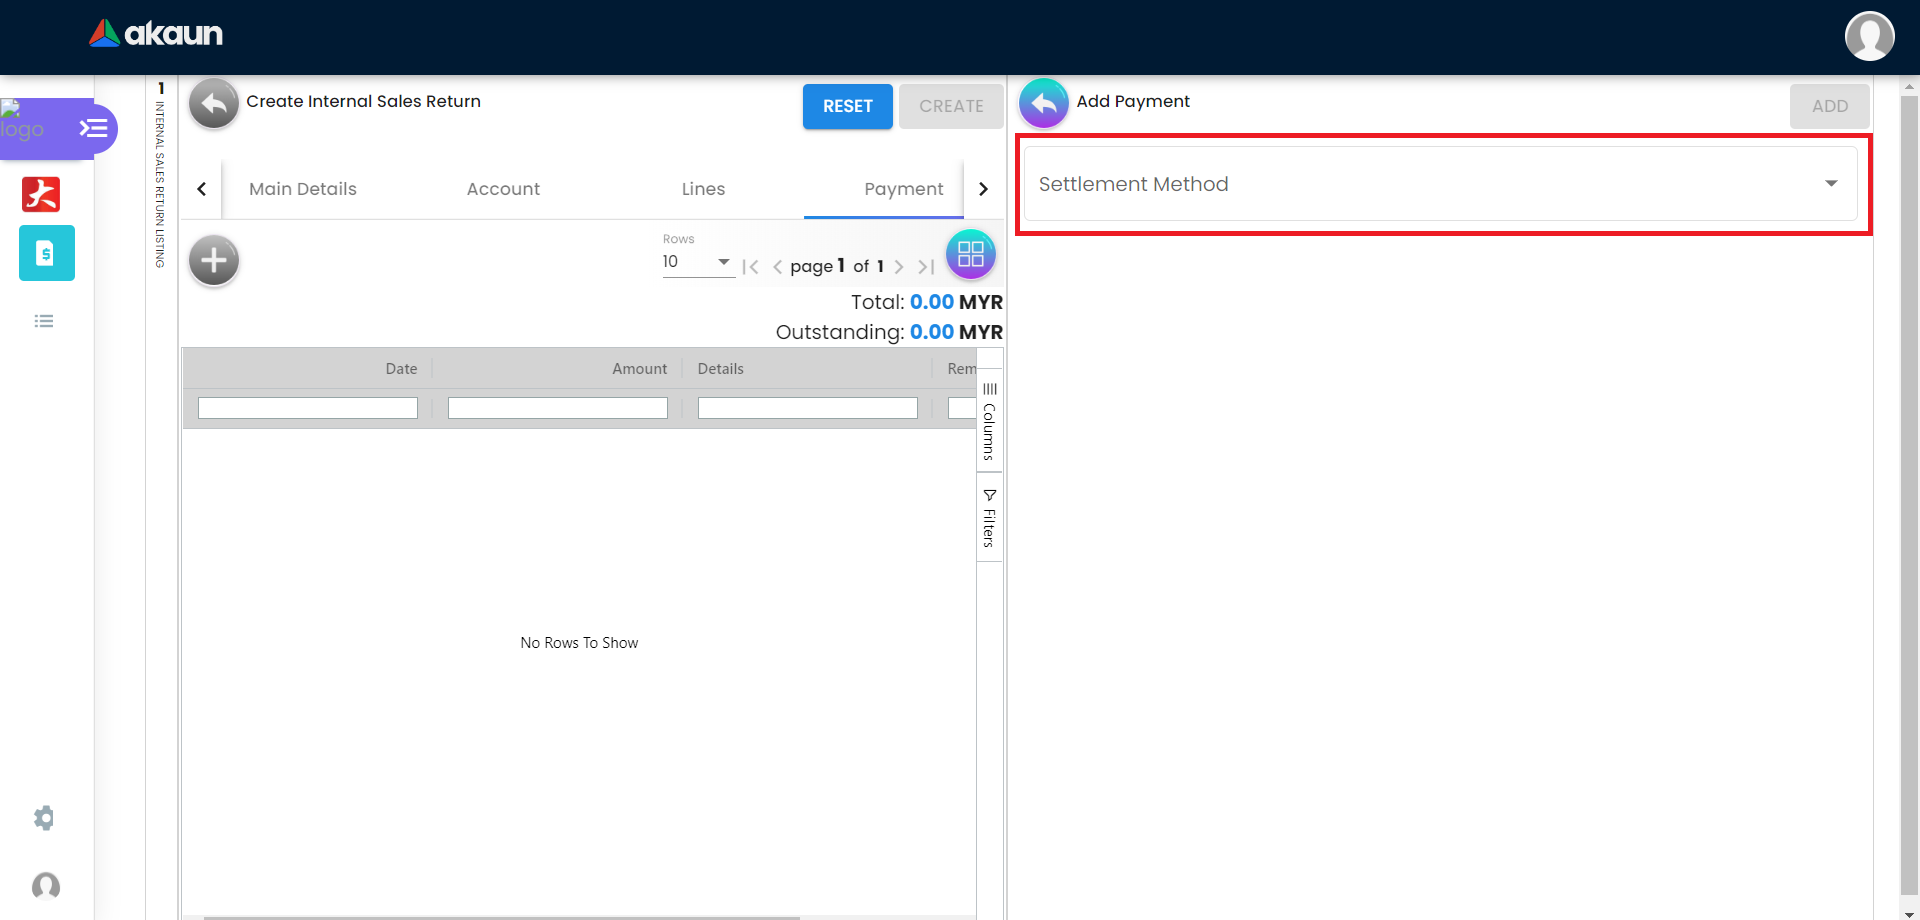 akaun
logo
1
INTERNAL SALES RETURN LISTING
Create Internal Sales Return
RESET
CREATE
Main Details
Account
Lines
Payment
Rows
10
page 1 of 1
Total: 0.00 MYR
Outstanding: 0.00 MYR
Date
Amount
Details
Rem
Columns
Filters
No Rows To Show
Add Payment
ADD
Settlement Method